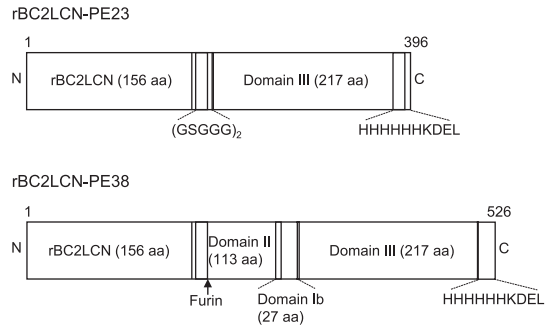 rBC2LCN-PE23
1 396
N rBC2LCN (156 aa) Domain III (217 aa) C
(GSGGG)2 HHHHHHKDEL
rBC2LCN-PE38
1 526
N rBC2LCN (156 aa) Domain II (113 aa) Domain III (217 aa) C
Furin Domain Ib (27 aa) HHHHHHKDEL